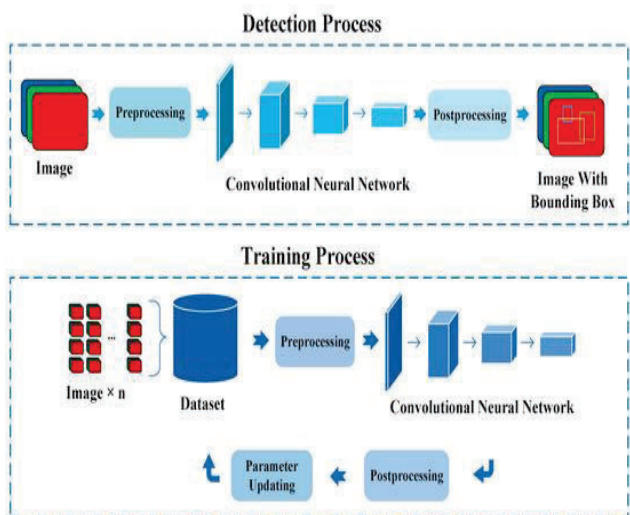 Detection Process
Preprocessing
Postprocessing
Image
Convolutional Neural Network
Image With
Bounding Box
Training Process
...
Preprocessing
Image × n
Dataset
Convolutional Neural Network
Parameter
Updating
Postprocessing